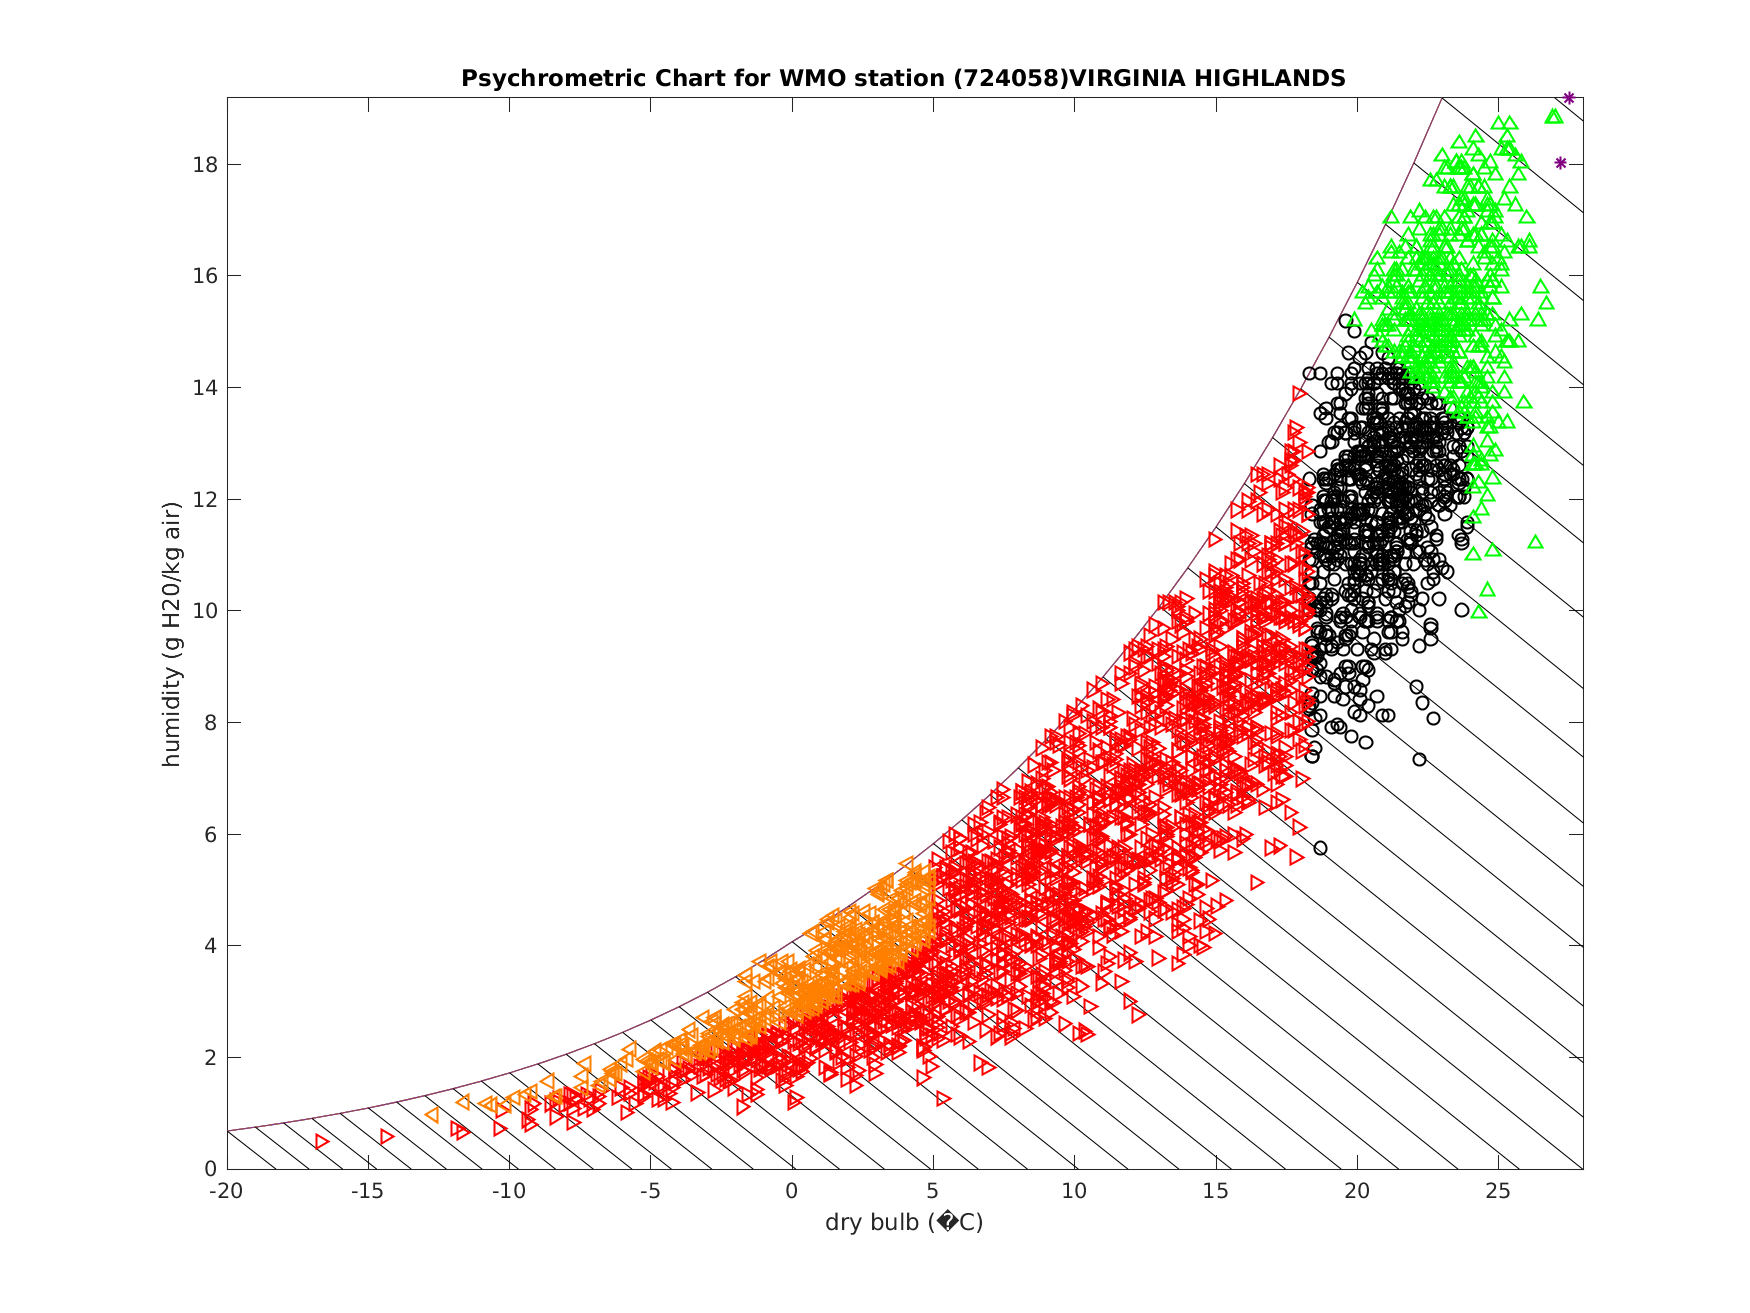 Psychrometric Chart for WMO station (724058)VIRGINIA HIGHLANDS
humidity (g H20/kg air)
18
16
14
12
10
8
6
4
2
0
-20 -15 -10 -5 0 5 10 15 20 25
dry bulb (�C)